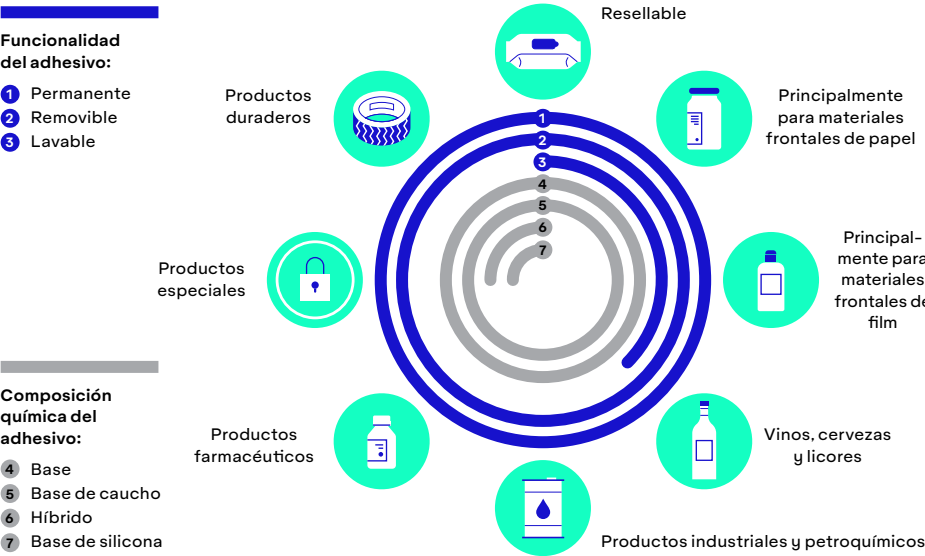 Funcionalidad
del adhesivo:
1 Permanente
2 Removible
3 Lavable
Composición
química del
adhesivo:
4 Base
5 Base de caucho
6 Híbrido
7 Base de silicona
Resellable
Principalmente
para materiales
frontales de papel
Principal-
mente para
materiales
frontales de
film
Vinos, cervezas
y licores
Productos industriales y petroquímicos
Productos
farmacéuticos
Productos
especiales
Productos
duraderos
1
2
3
4
5
6
7